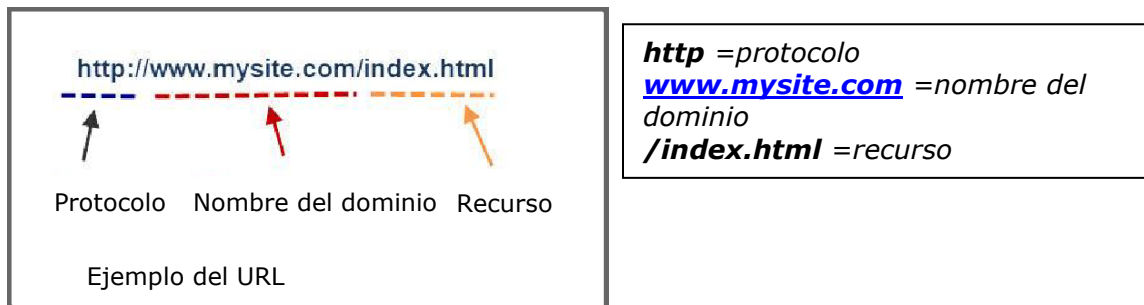 http://www.mysite.com/index.html
Protocolo Nombre del dominio Recurso
Ejemplo del URL
http =protocolo
www.mysite.com =nombre del
dominio
/index.html =recurso